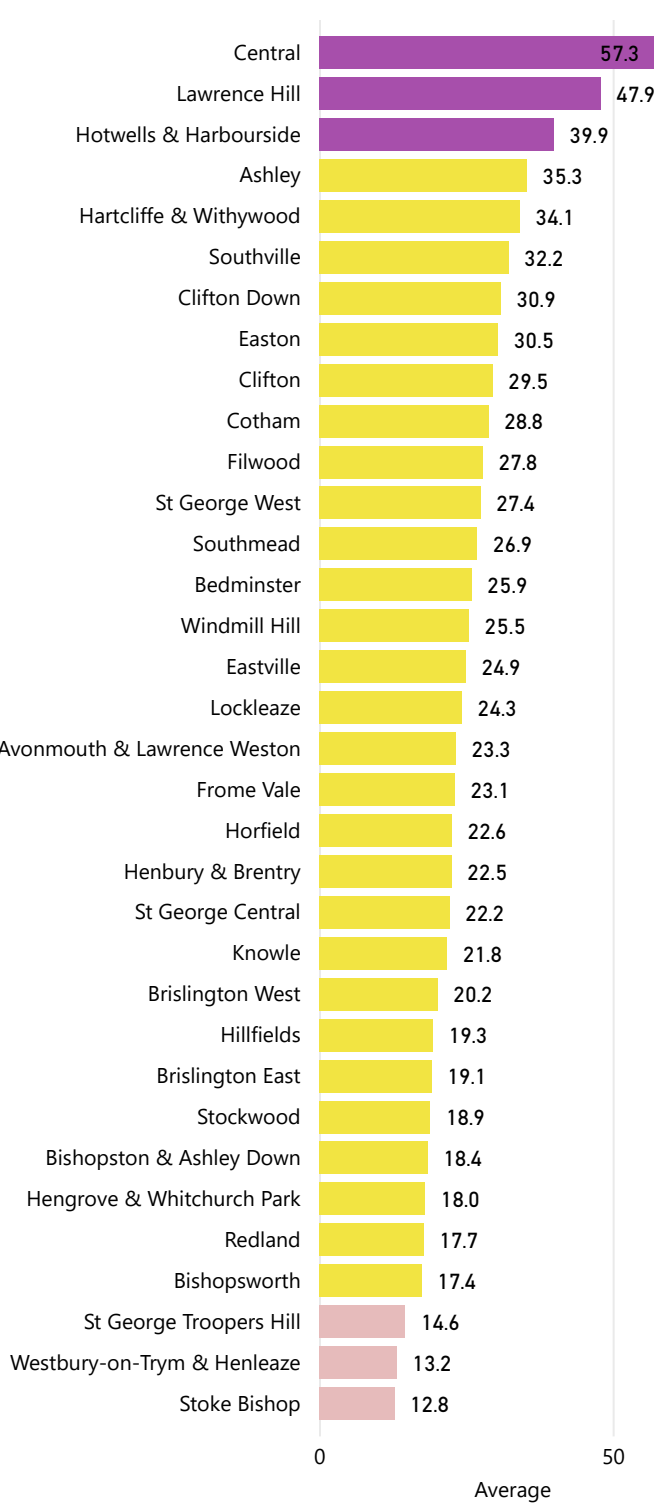 Central 57.3
Lawrence Hill 47.9
Hotwells & Harbourside 39.9
Ashley 35.3
Hartcliffe & Withywood 34.1
Southville 32.2
Clifton Down 30.9
Easton 30.5
Clifton 29.5
Cotham 28.8
Filwood 27.8
St George West 27.4
Southmead 26.9
Bedminster 25.9
Windmill Hill 25.5
Eastville 24.9
Lockleaze 24.3
Avonmouth & Lawrence Weston 23.3
Frome Vale 23.1
Horfield 22.6
Henbury & Brentry 22.5
St George Central 22.2
Knowle 21.8
Brislington West 20.2
Hillfields 19.3
Brislington East 19.1
Stockwood 18.9
Bishopston & Ashley Down 18.4
Hengrove & Whitchurch Park 18.0
Redland 17.7
Bishopsworth 17.4
St George Troopers Hill 14.6
Westbury-on-Trym & Henleaze 13.2
Stoke Bishop 12.8
0 50
Average